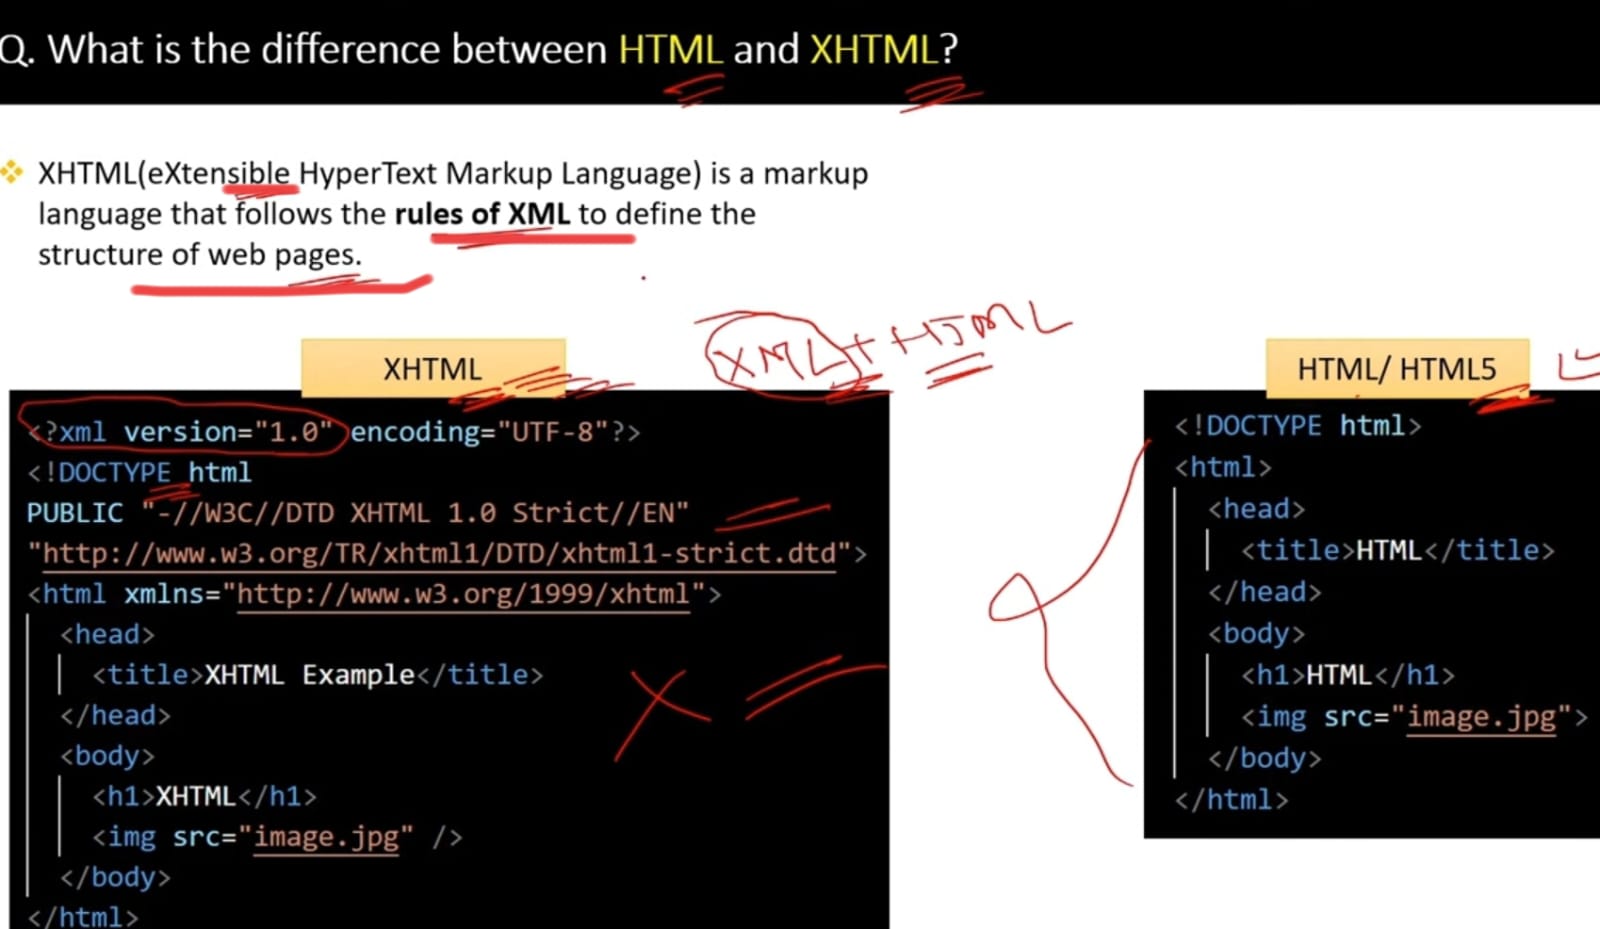 Q. What is the difference between HTML and XHTML?
XHTML(eXtensible HyperText Markup Language) is a markup
language that follows the rules of XML to define the
structure of web pages.
XML + HTML
XHTML
<?xml version="1.0" encoding="UTF-8"?>
<!DOCTYPE html
PUBLIC "-//W3C//DTD XHTML 1.0 Strict//EN"
"http://www.w3.org/TR/xhtml1/DTD/xhtml1-strict.dtd">
<html xmlns="http://www.w3.org/1999/xhtml">
<head>
<title>XHTML Example</title>
</head>
<body>
<h1>XHTML</h1>
<img src="image.jpg" />
</body>
</html>
HTML/ HTML5
<!DOCTYPE html>
<html>
<head>
<title>HTML</title>
</head>
<body>
<h1>HTML</h1>
<img src="image.jpg">
</body>
</html>